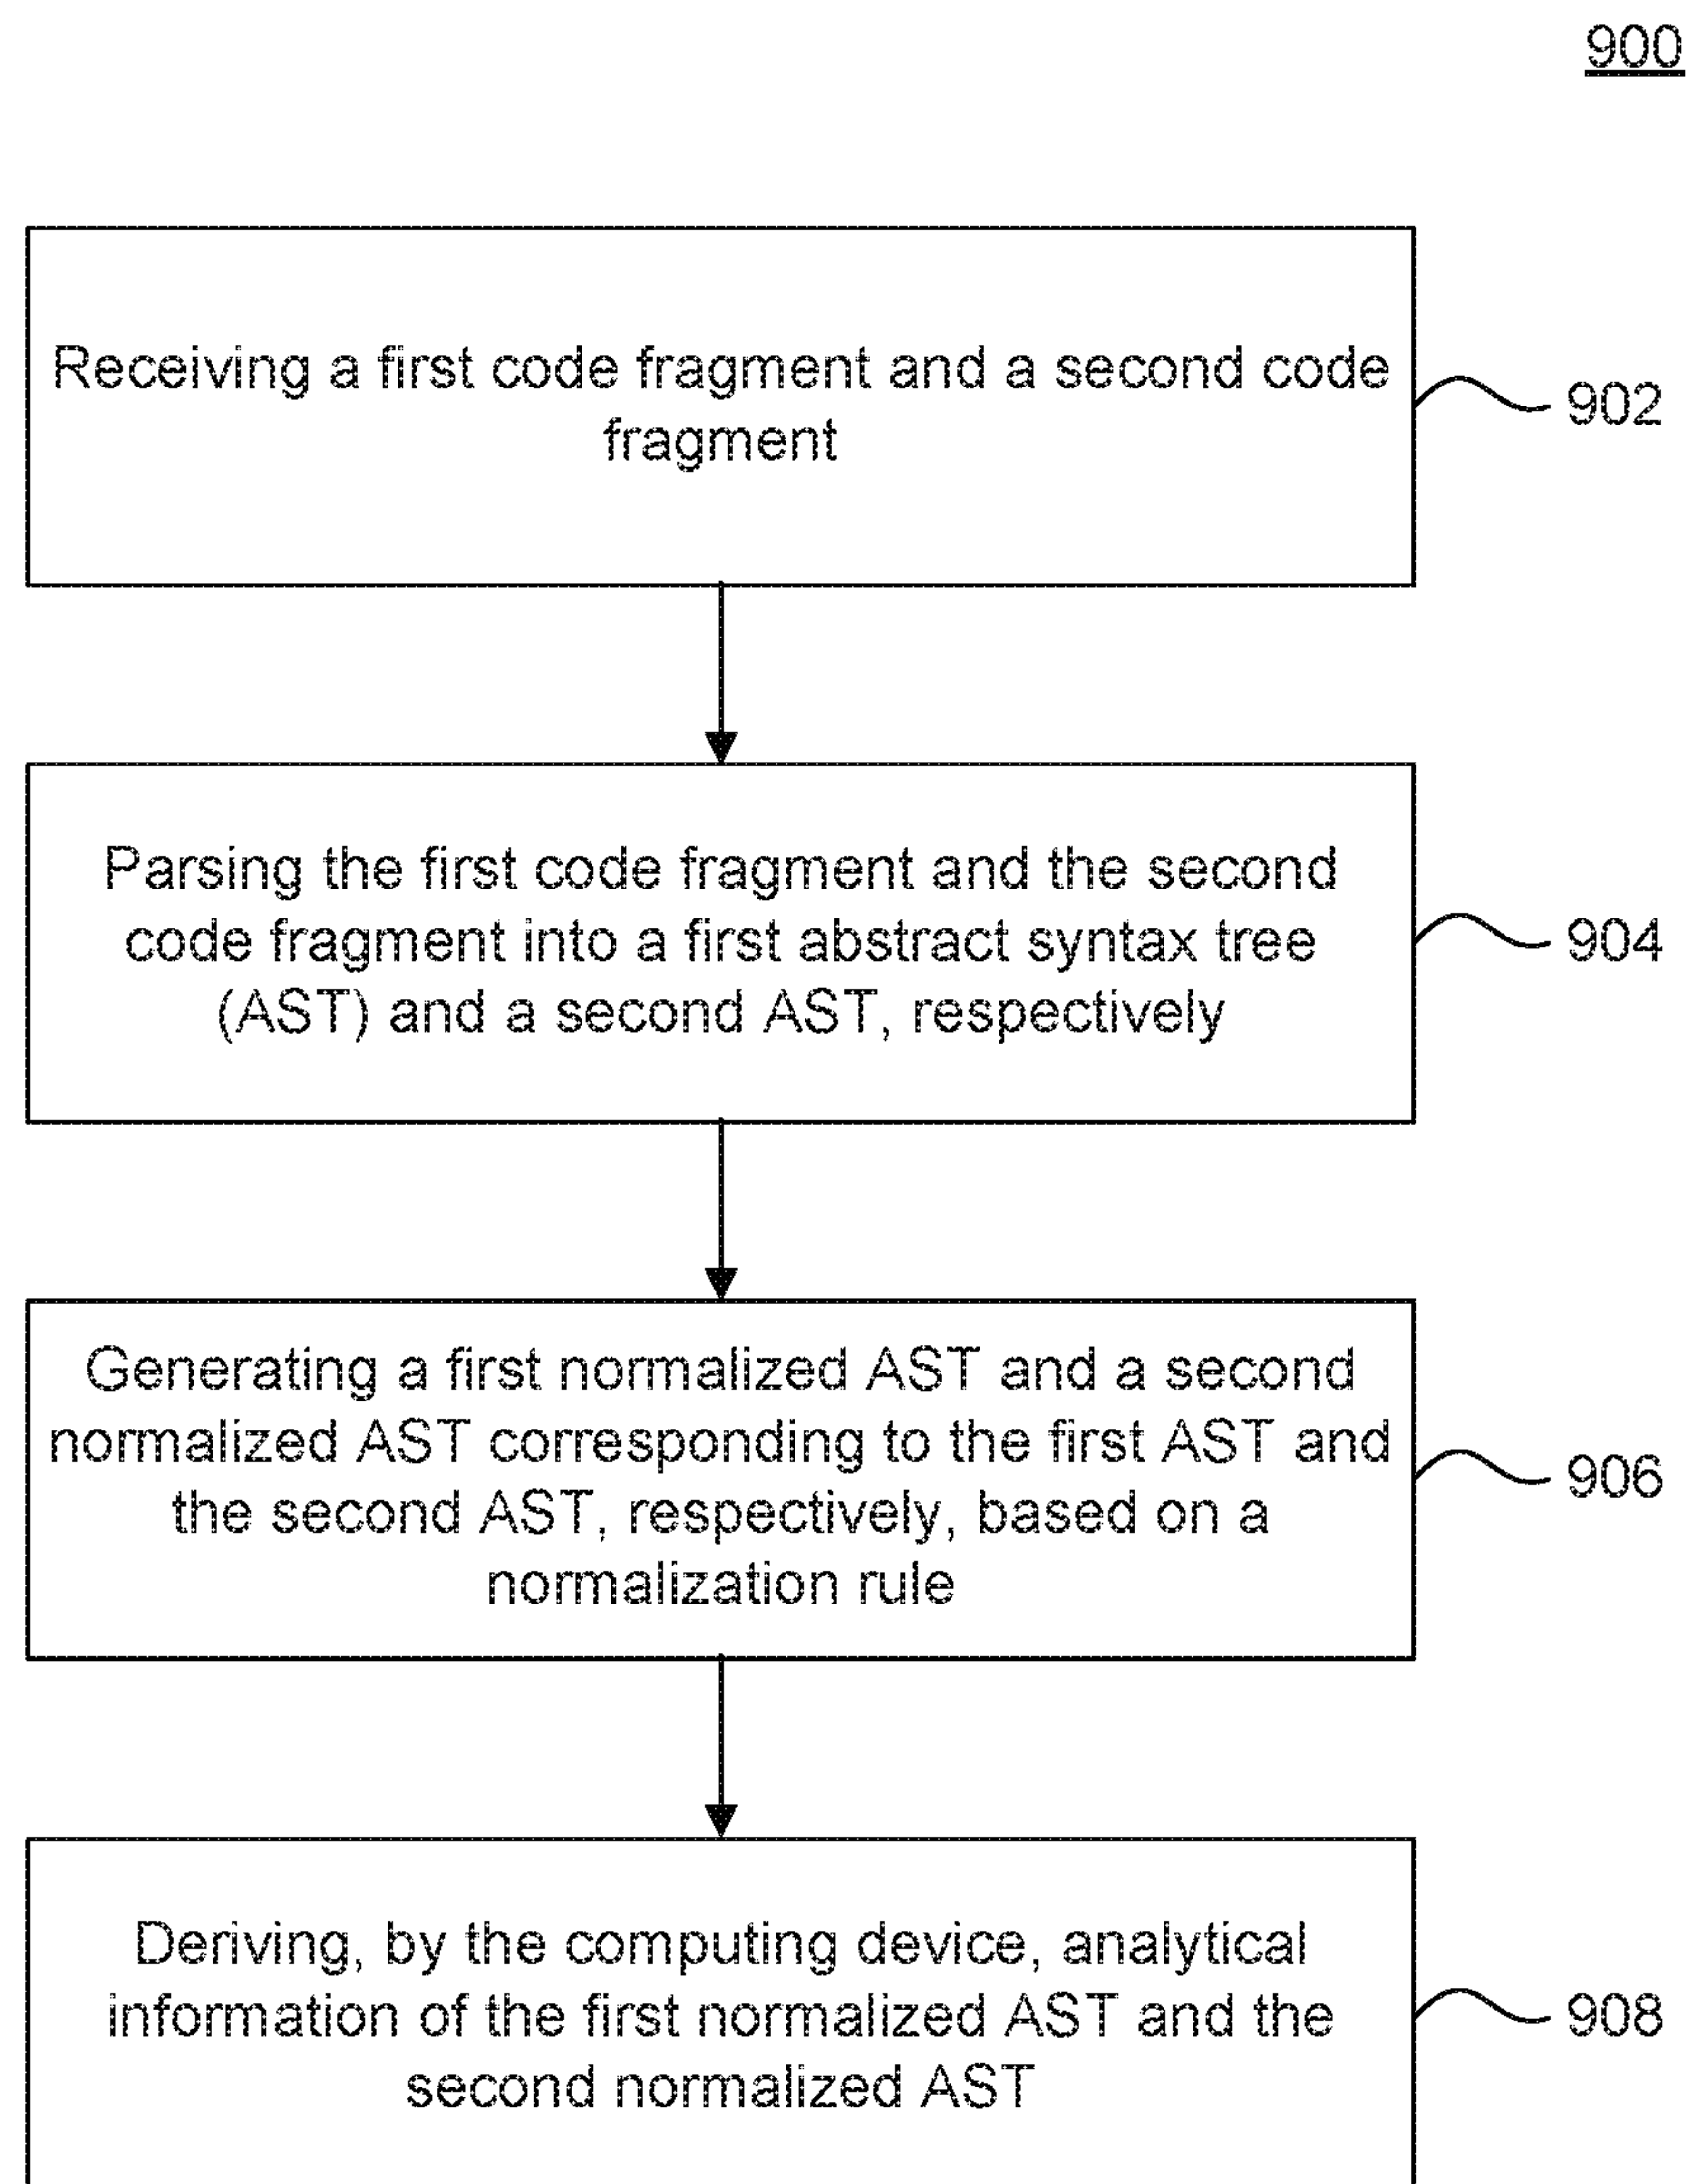 900
Receiving a first code fragment and a second code
fragment
902
Parsing the first code fragment and the second
code fragment into a first abstract syntax tree
(AST) and a second AST, respectively
904
Generating a first normalized AST and a second
normalized AST corresponding to the first AST and
the second AST, respectively, based on a
normalization rule
906
Deriving, by the computing device, analytical
information of the first normalized AST and the
second normalized AST
908